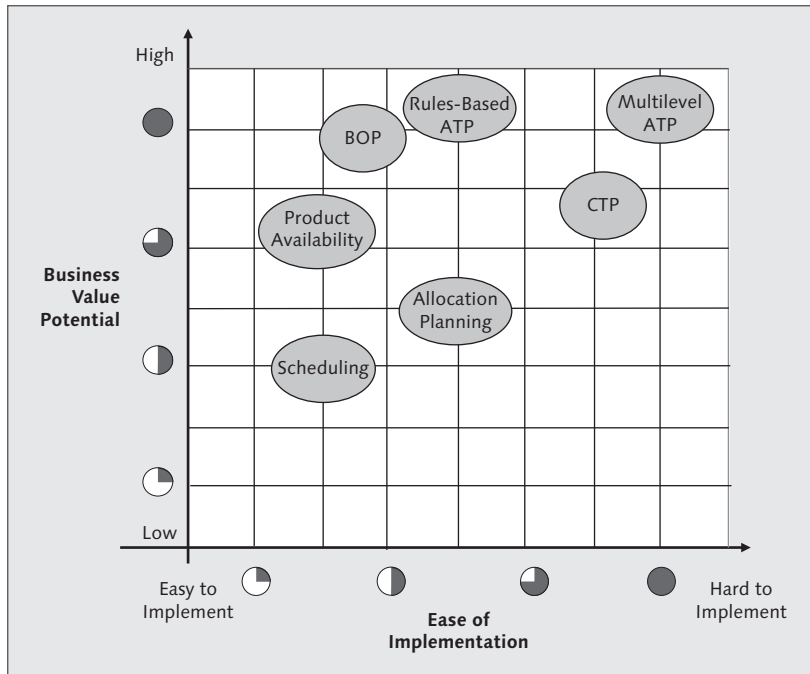 High
Rules-Based
ATP
Multilevel
ATP
BOP
CTP
Product
Availability
Business
Value
Potential
Allocation
Planning
Scheduling
Low
Easy to
Implement
Hard to
Implement
Ease of
Implementation